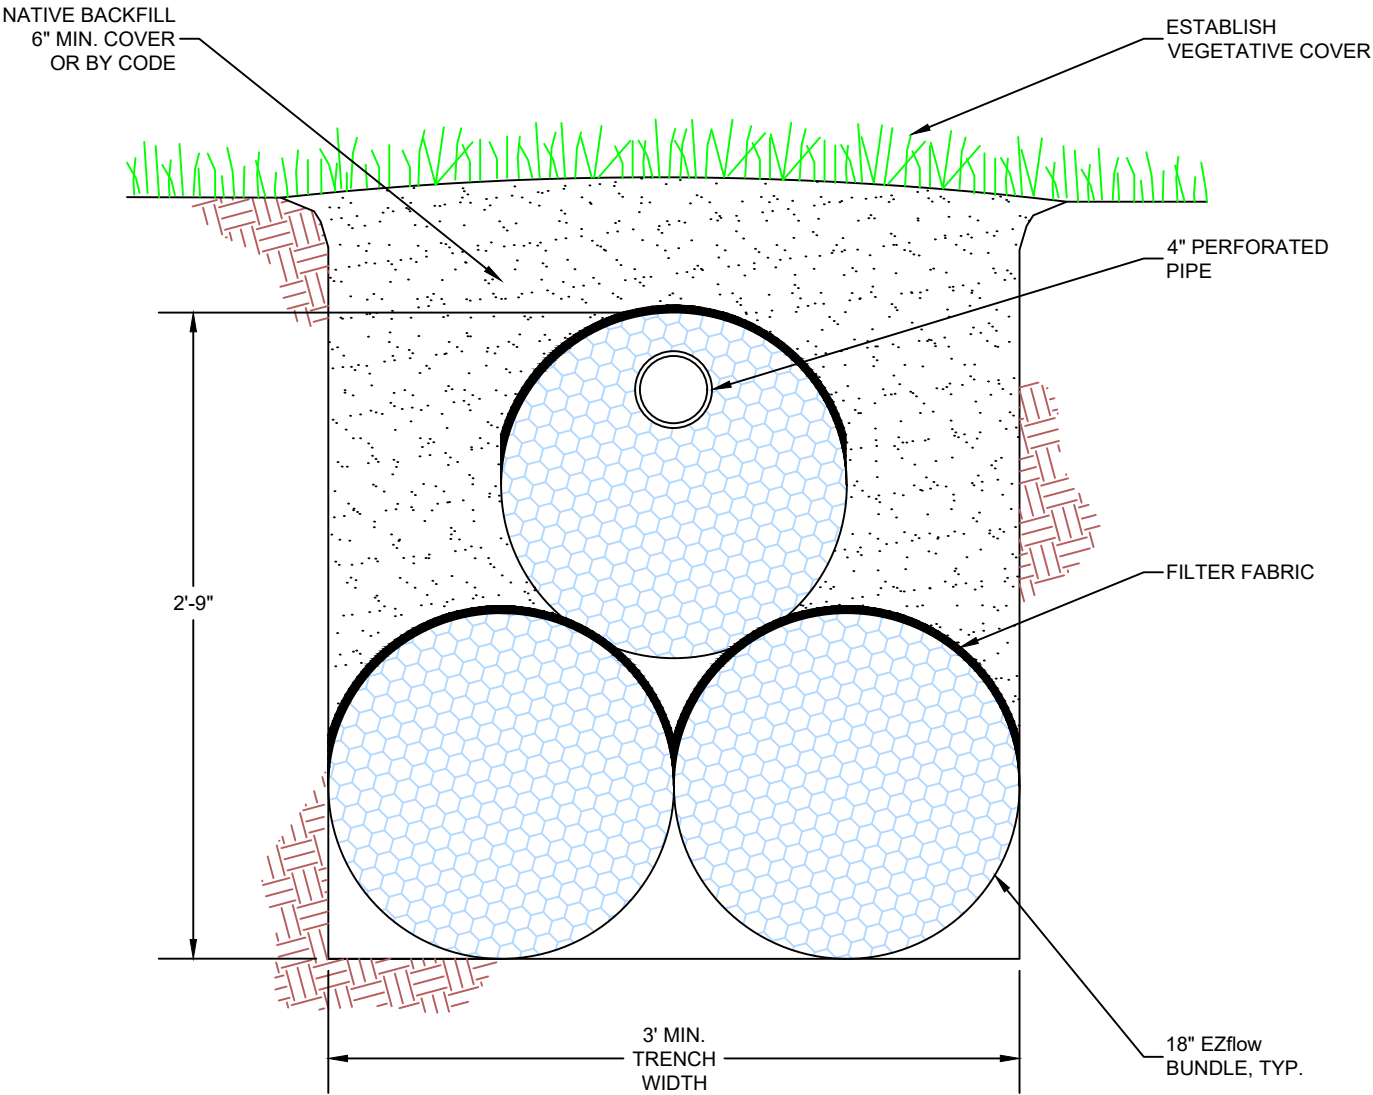 NATIVE BACKFILL
6" MIN. COVER
OR BY CODE
ESTABLISH
VEGETATIVE COVER
4" PERFORATED
PIPE
2'-9"
FILTER FABRIC
3' MIN.
TRENCH
WIDTH
18" EZflow
BUNDLE, TYP.